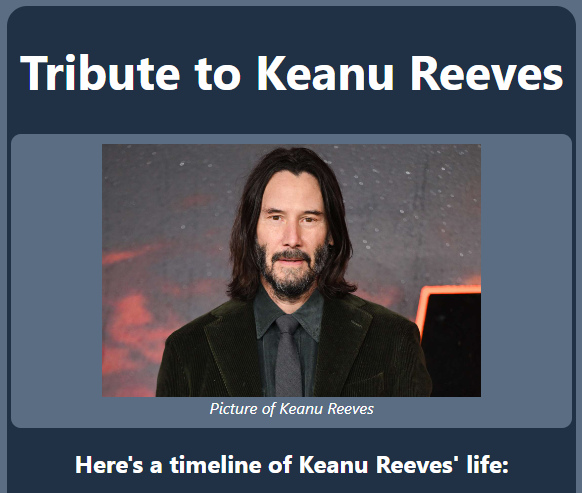 Tribute to Keanu Reeves
Picture of Keanu Reeves
Here's a timeline of Keanu Reeves' life: